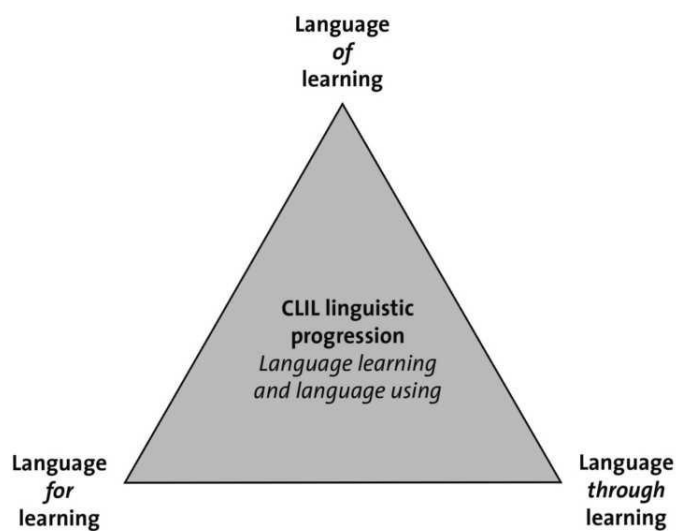 Language
of
learning
CLIL linguistic
progression
Language learning
and language using
Language
for
learning
Language
through
learning